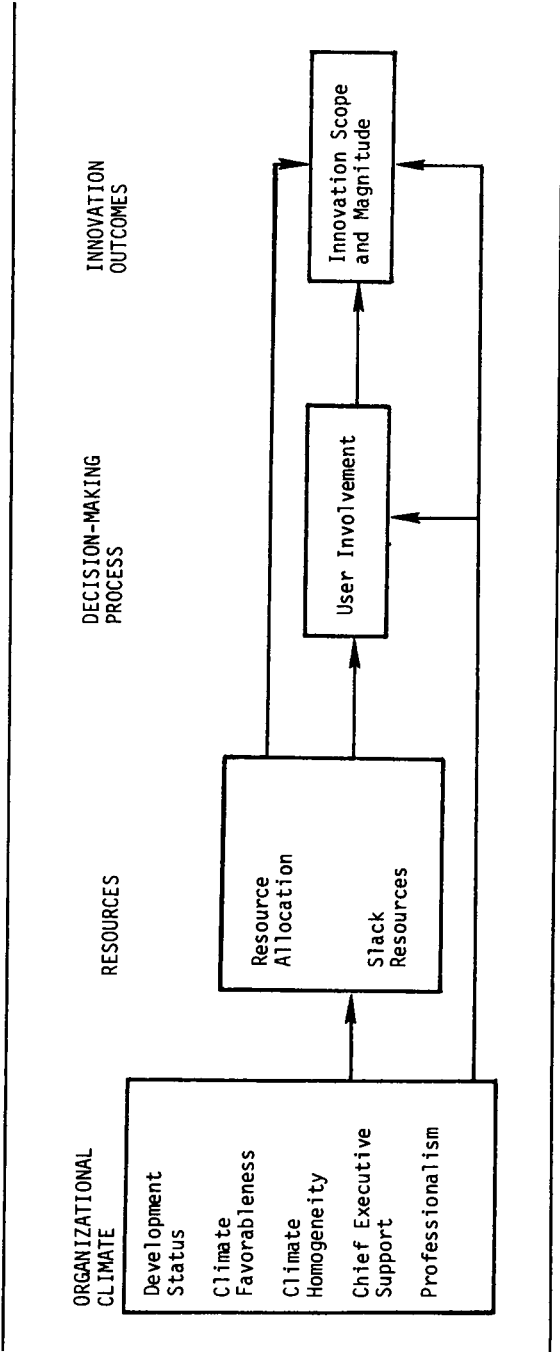 ORGANIZATIONAL
CLIMATE
Development
Status
Climate
Favorableness
Climate
Homogeneity
Chief Executive
Support
Professionalism
RESOURCES
Resource
Allocation
Slack
Resources
DECISION-MAKING
PROCESS
User Involvement
INNOVATION
OUTCOMES
Innovation Scope
and Magnitude